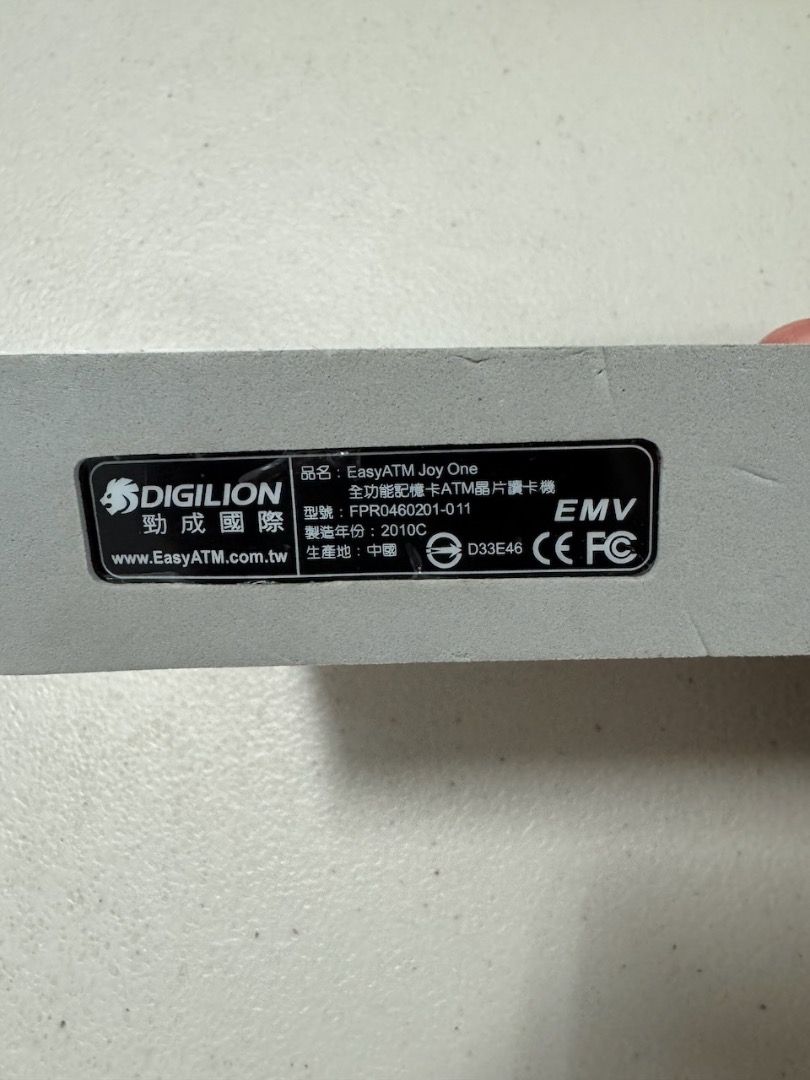 DIGILION
勁成國際
www.EasyATM.com.tw
品名：EasyATM Joy One
全功能記憶卡ATM晶片讀卡機
型號：FPR0460201-011
製造年份：2010C
生產地：中國
D33E46
CE FC
EMV